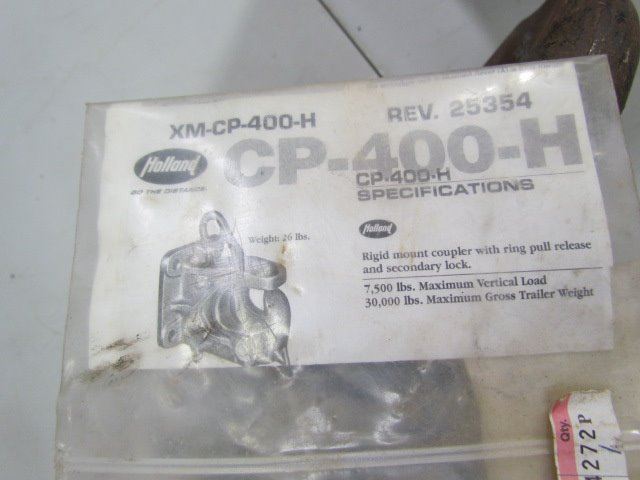 XM-CP-400-H
REV. 25354
Holland
GO THE DISTANCE.
CP-400-H
CP-400-H
SPECIFICATIONS
Weight: 26 lbs.
Holland
Rigid mount coupler with ring pull release
and secondary lock.
7,500 lbs. Maximum Vertical Load
30,000 lbs. Maximum Gross Trailer Weight
Qty.
4272P